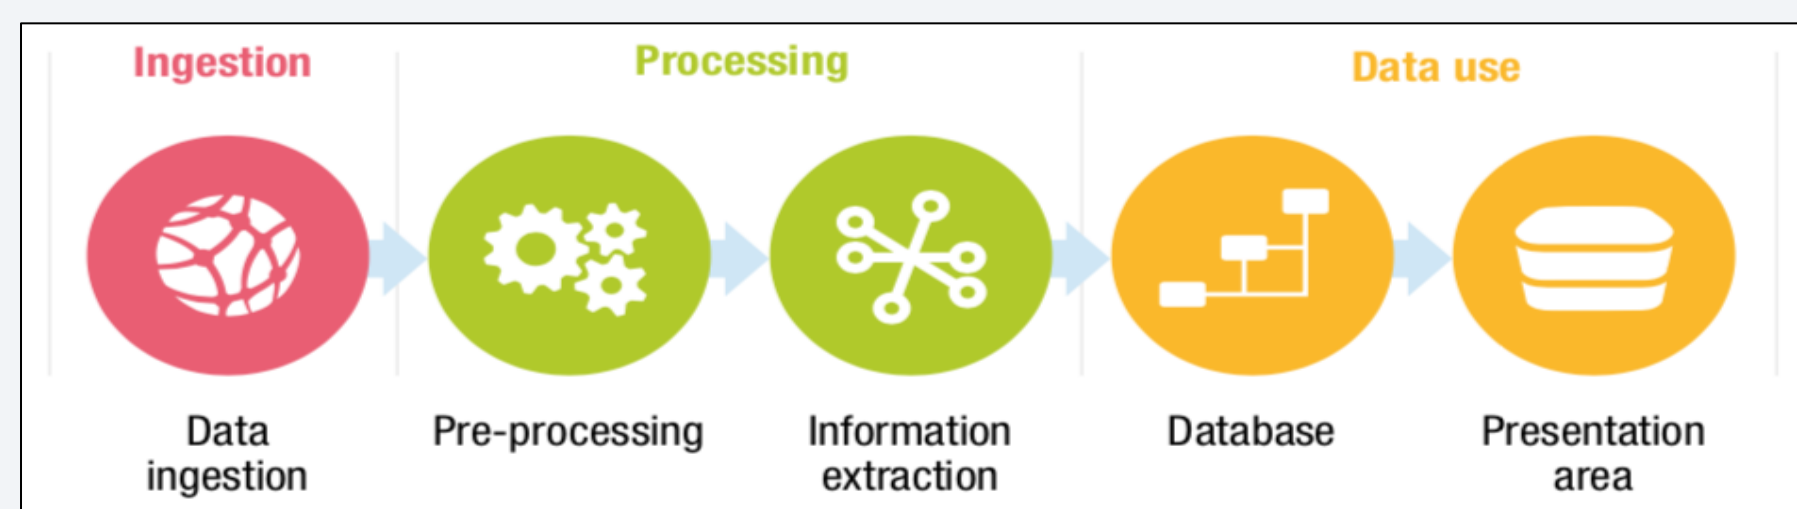 Ingestion
Processing
Data use
Data
ingestion
Pre-processing
Information
extraction
Database
Presentation
area